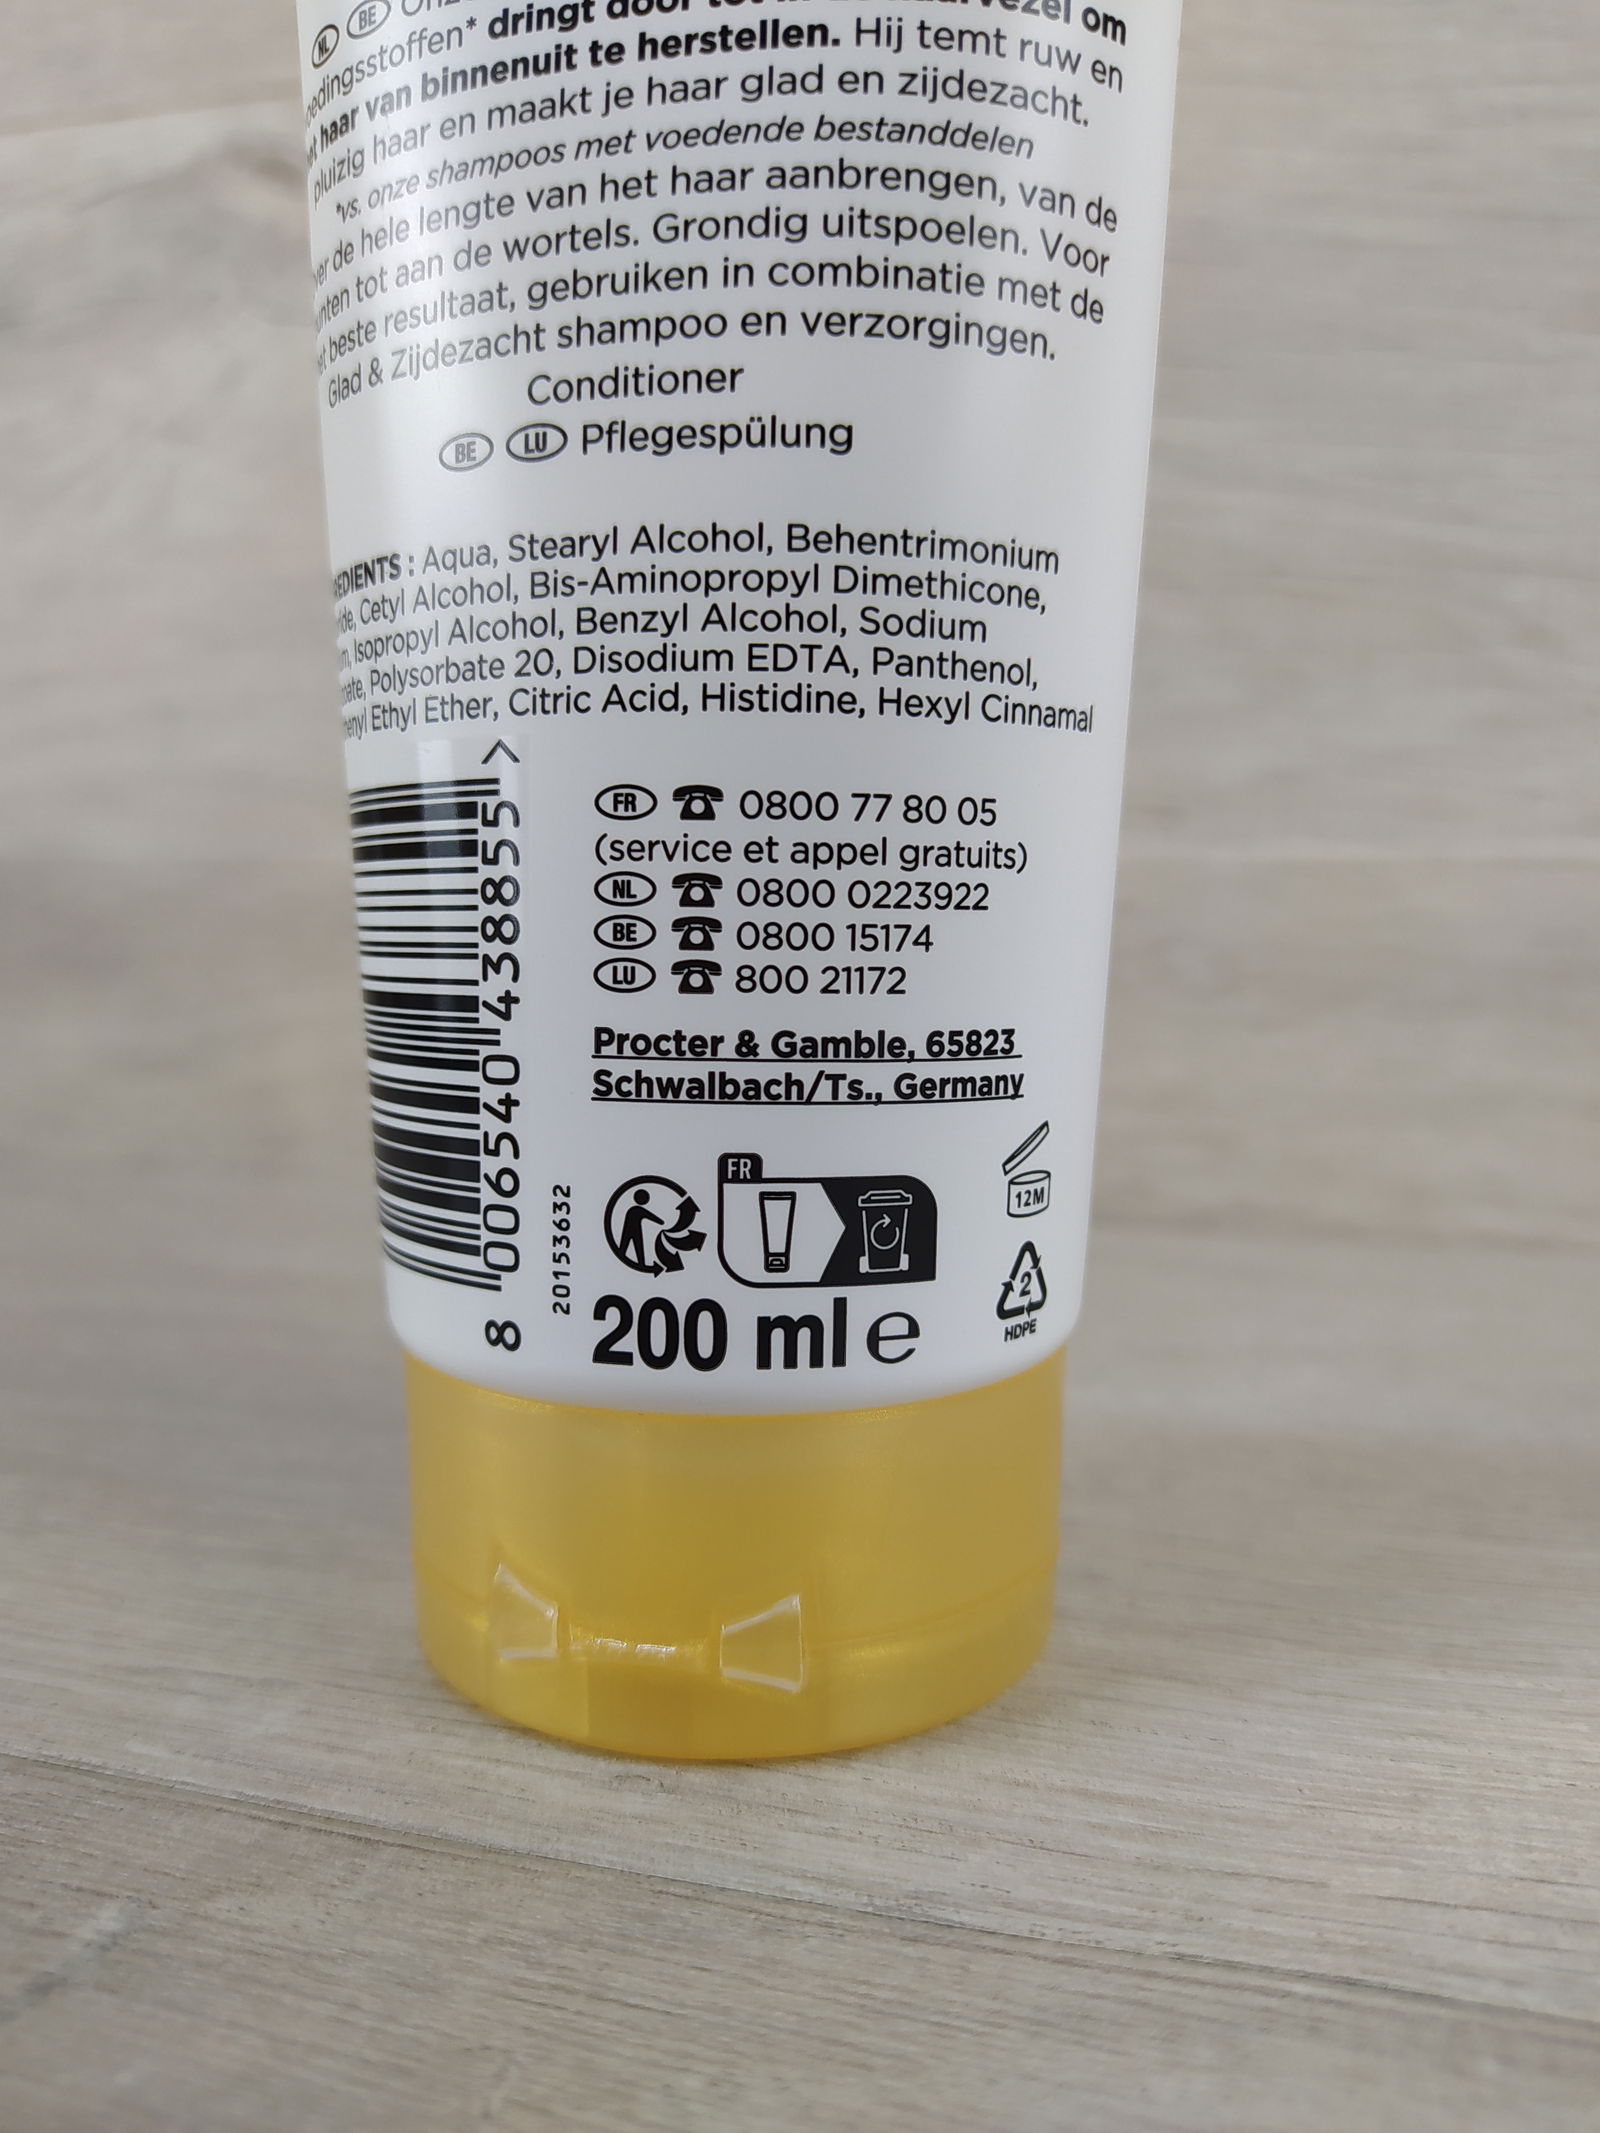 NL BE
dringt door tot in om
haar van binnenuit te herstellen. Hij temt ruw en
pluizig haar en maakt je haar glad en zijdezacht.
*vs. onze shampoos met voedende bestanddelen
de hele lengte van het haar aanbrengen, van de
tot aan de wortels. Grondig uitspoelen. Voor
beste resultaat, gebruiken in combinatie met de
Glad & Zijdezacht shampoo en verzorgingen.
Conditioner
BE LU Pflegespülung
: Aqua, Stearyl Alcohol, Behentrimonium
Cetyl Alcohol, Bis-Aminopropyl Dimethicone,
Isopropyl Alcohol, Benzyl Alcohol, Sodium
Polysorbate 20, Disodium EDTA, Panthenol,
Ethyl Ether, Citric Acid, Histidine, Hexyl Cinnamal
8 006540 438855 >
FR 0800 77 80 05
(service et appel gratuits)
NL 0800 0223922
BE 0800 15174
LU 800 21172
Procter & Gamble, 65823
Schwalbach/Ts., Germany
20153632
FR
12M
2
HDPE
200 ml e